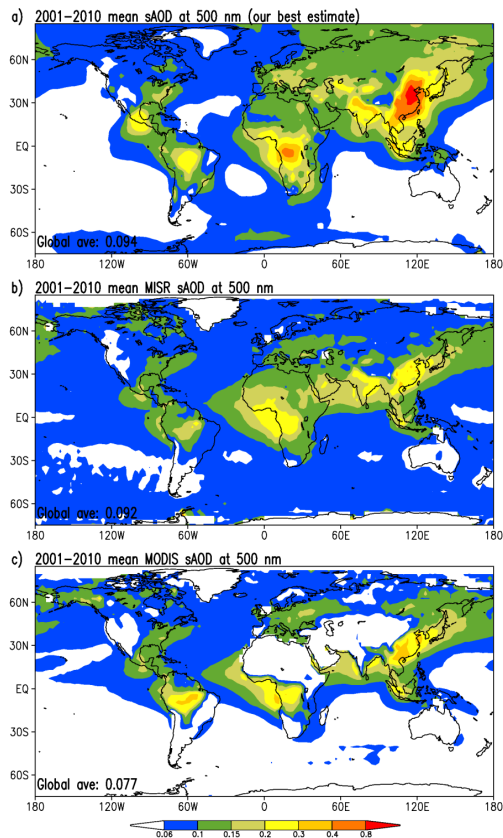 a) 2001-2010 mean sAOD at 500 nm (our best estimate)
60N
30N
EQ
30S
60S
Global ave: 0.094
180 120W 60W 0 60E 120E 180
b) 2001-2010 mean MISR sAOD at 500 nm
60N
30N
EQ
30S
60S
Global ave: 0.092
180 120W 60W 0 60E 120E 180
c) 2001-2010 mean MODIS sAOD at 500 nm
60N
30N
EQ
30S
60S
Global ave: 0.077
180 120W 60W 0 60E 120E 180
0.06 0.1 0.15 0.2 0.3 0.4